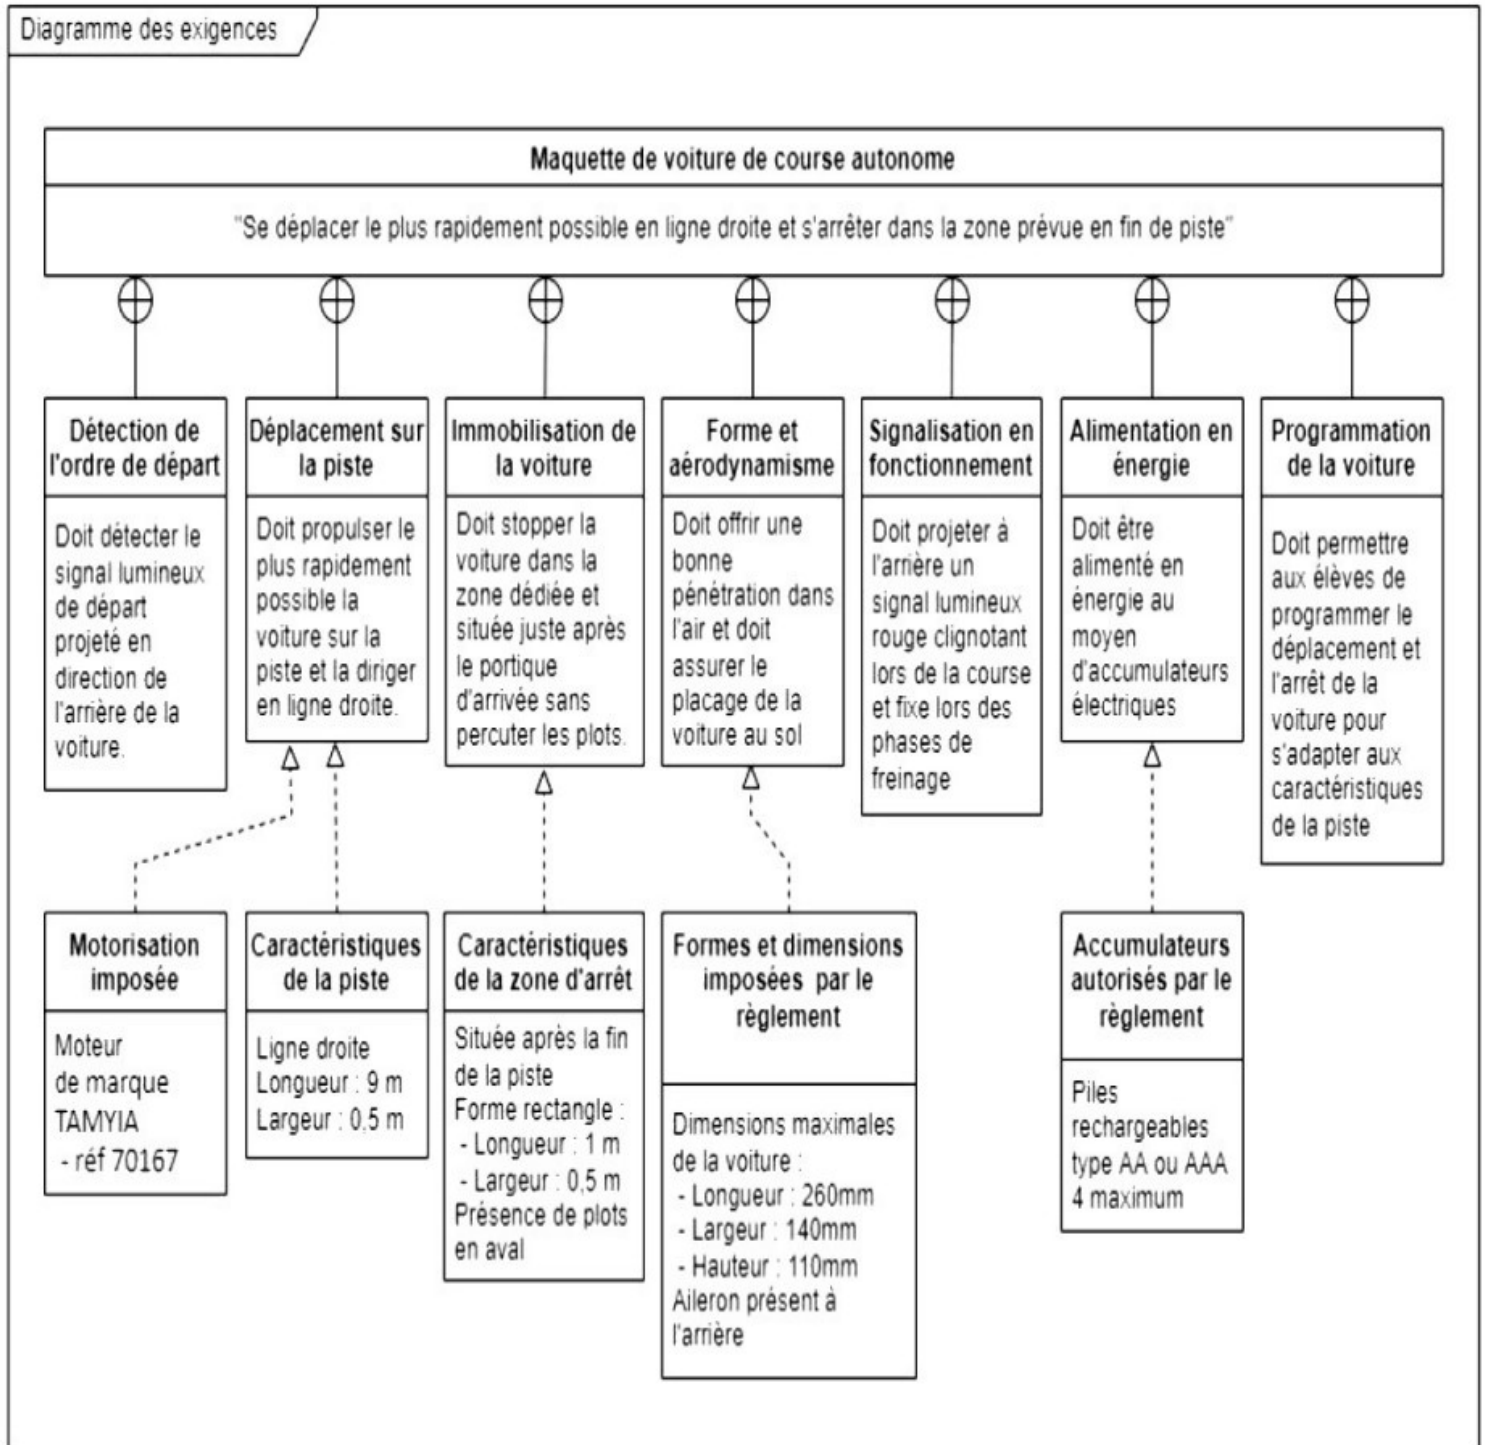 Diagramme des exigences
Maquette de voiture de course autonome
"Se déplacer le plus rapidement possible en ligne droite et s'arrêter dans la zone prévue en fin de piste"
Détection de
l'ordre de départ
Doit détecter le
signal lumineux
de départ
projeté en
direction de
l'arrière de la
voiture.
Déplacement sur
la piste
Doit propulser le
plus rapidement
possible la
voiture sur la
piste et la diriger
en ligne droite.
Immobilisation de
la voiture
Doit stopper la
voiture dans la
zone dédiée et
située juste après
le portique
d'arrivée sans
percuter les plots.
Forme et
aérodynamisme
Doit offrir une
bonne
pénétration dans
l'air et doit
assurer le
placage de la
voiture au sol
Signalisation en
fonctionnement
Doit projeter à
l'arrière un
signal lumineux
rouge clignotant
lors de la course
et fixe lors des
phases de
freinage
Alimentation en
énergie
Doit être
alimenté en
énergie au
moyen
d'accumulateurs
électriques
Programmation
de la voiture
Doit permettre
aux élèves de
programmer le
déplacement et
l'arrêt de la
voiture pour
s'adapter aux
caractéristiques
de la piste
Motorisation
imposée
Moteur
de marque
TAMYIA
- réf 70167
Caractéristiques
de la piste
Ligne droite
Longueur : 9 m
Largeur : 0,5 m
Caractéristiques
de la zone d'arrêt
Située après la fin
de la piste
Forme rectangle :
- Longueur : 1 m
- Largeur : 0,5 m
Présence de plots
en aval
Formes et dimensions
imposées par le
règlement
Dimensions maximales
de la voiture :
- Longueur : 260mm
- Largeur : 140mm
- Hauteur : 110mm
Aileron présent à
l'arrière
Accumulateurs
autorisés par le
règlement
Piles
rechargeables
type AA ou AAA
4 maximum